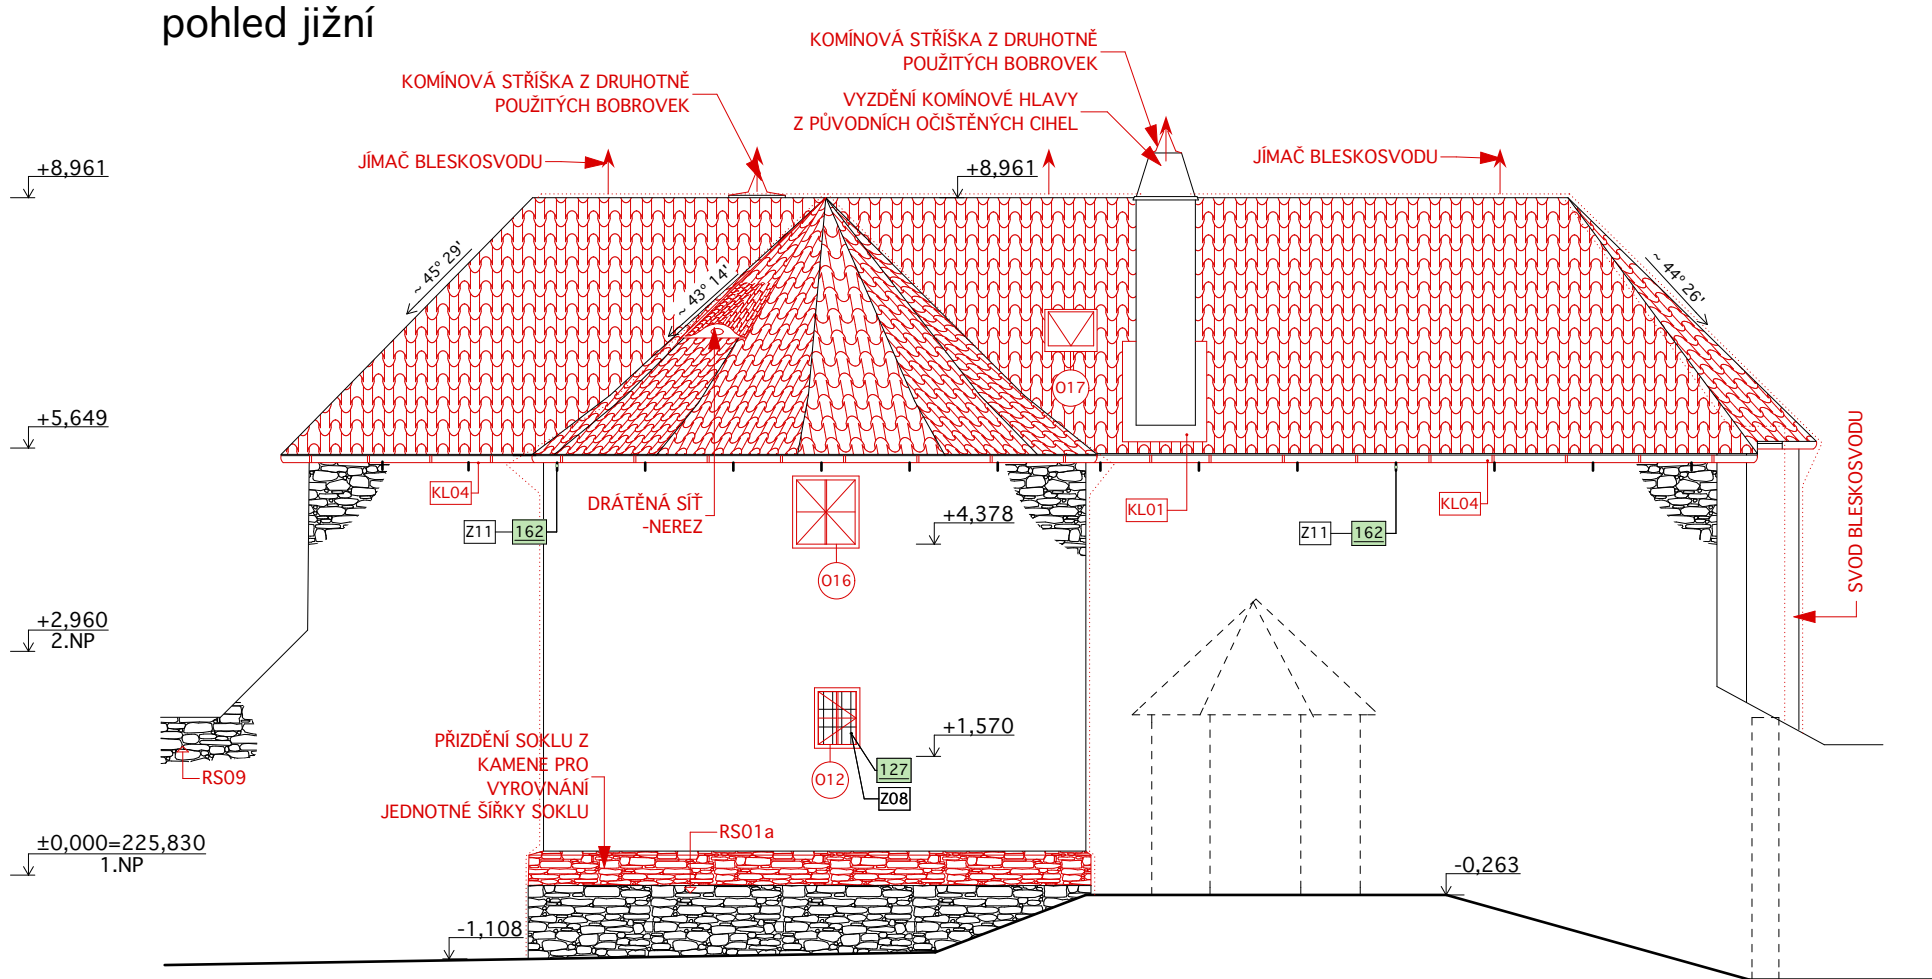 pohled jižní
KOMÍNOVÁ STŘÍŠKA Z DRUHOTNĚ
POUŽITÝCH BOBROVEK
KOMÍNOVÁ STŘÍŠKA Z DRUHOTNĚ
POUŽITÝCH BOBROVEK
VYZDĚNÍ KOMÍNOVÉ HLAVY
Z PŮVODNÍCH OČIŠTĚNÝCH CIHEL
JÍMAČ BLESKOSVODU
JÍMAČ BLESKOSVODU
+8,961
+8,961
~ 45° 29'
~ 43° 14'
~ 44° 26'
O17
+5,649
KL04
Z11
162
DRÁTĚNÁ SÍŤ
-NEREZ
O16
+4,378
KL01
KL04
Z11
162
SVOD BLESKOSVODU
+2,960
2.NP
RS09
PŘIZDĚNÍ SOKLU Z
KAMENE PRO
VYROVNÁNÍ
JEDNOTNÉ ŠÍŘKY SOKLU
+1,570
O12
127
Z08
RS01a
±0,000=225,830
1.NP
-0,263
-1,108